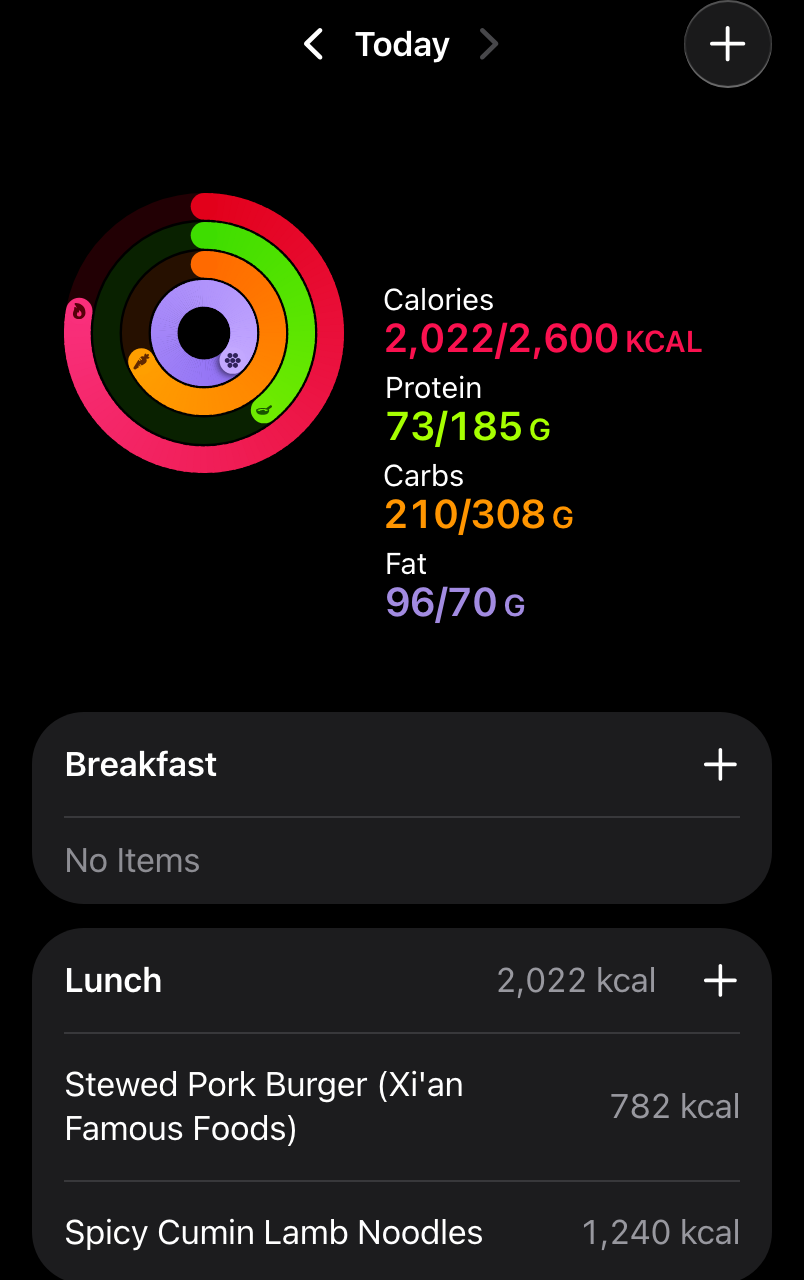 Today
Calories
2,022/2,600 KCAL
Protein
73/185 G
Carbs
210/308 G
Fat
96/70 G
Breakfast
No Items
Lunch 2,022 kcal
Stewed Pork Burger (Xi'an
Famous Foods) 782 kcal
Spicy Cumin Lamb Noodles 1,240 kcal